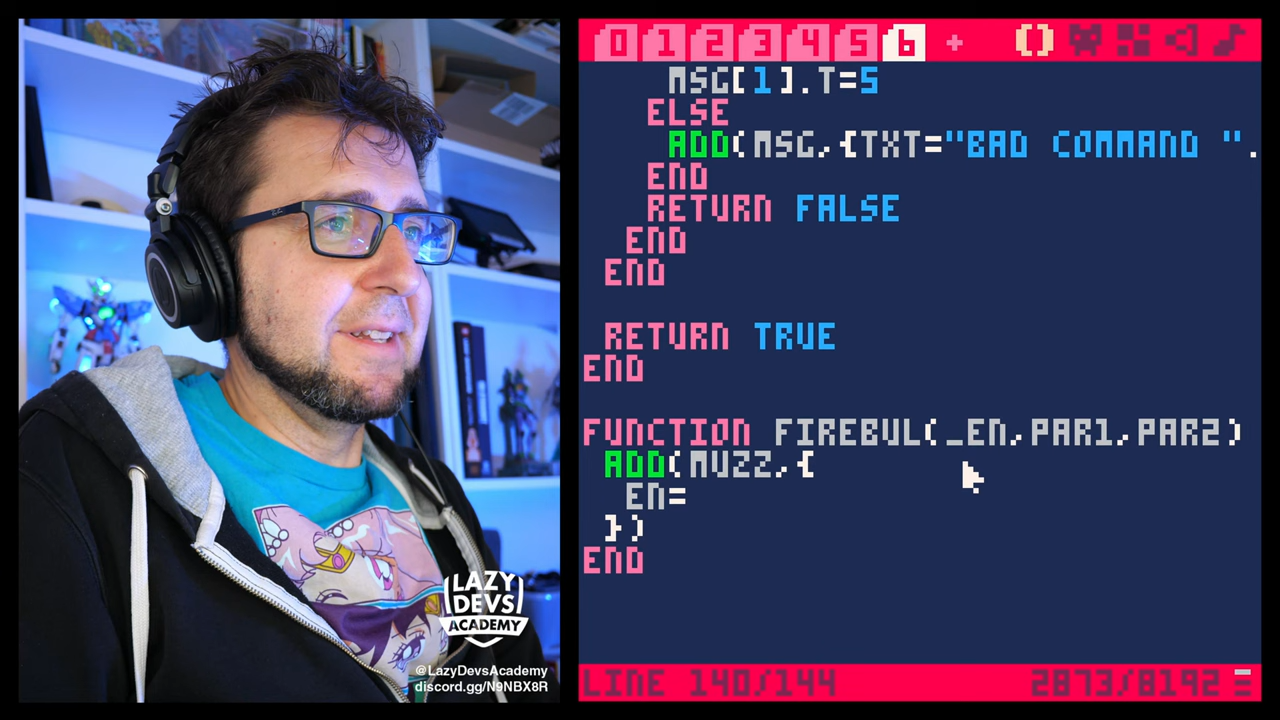 0 1 2 3 4 5 6 +
MSG[1].T=5
ELSE
ADD(MSG,{TXT="BAD COMMAND ".
END
RETURN FALSE
END
END
RETURN TRUE
END
FUNCTION FIREBUL(_EN,PAR1,PAR2)
ADD(MUZZ,{
EN=
})
END
LINE 140/144
2873/8192
LAZY
DEVS
ACADEMY
@LazyDevsAcademy
discord.gg/N9NBX8R